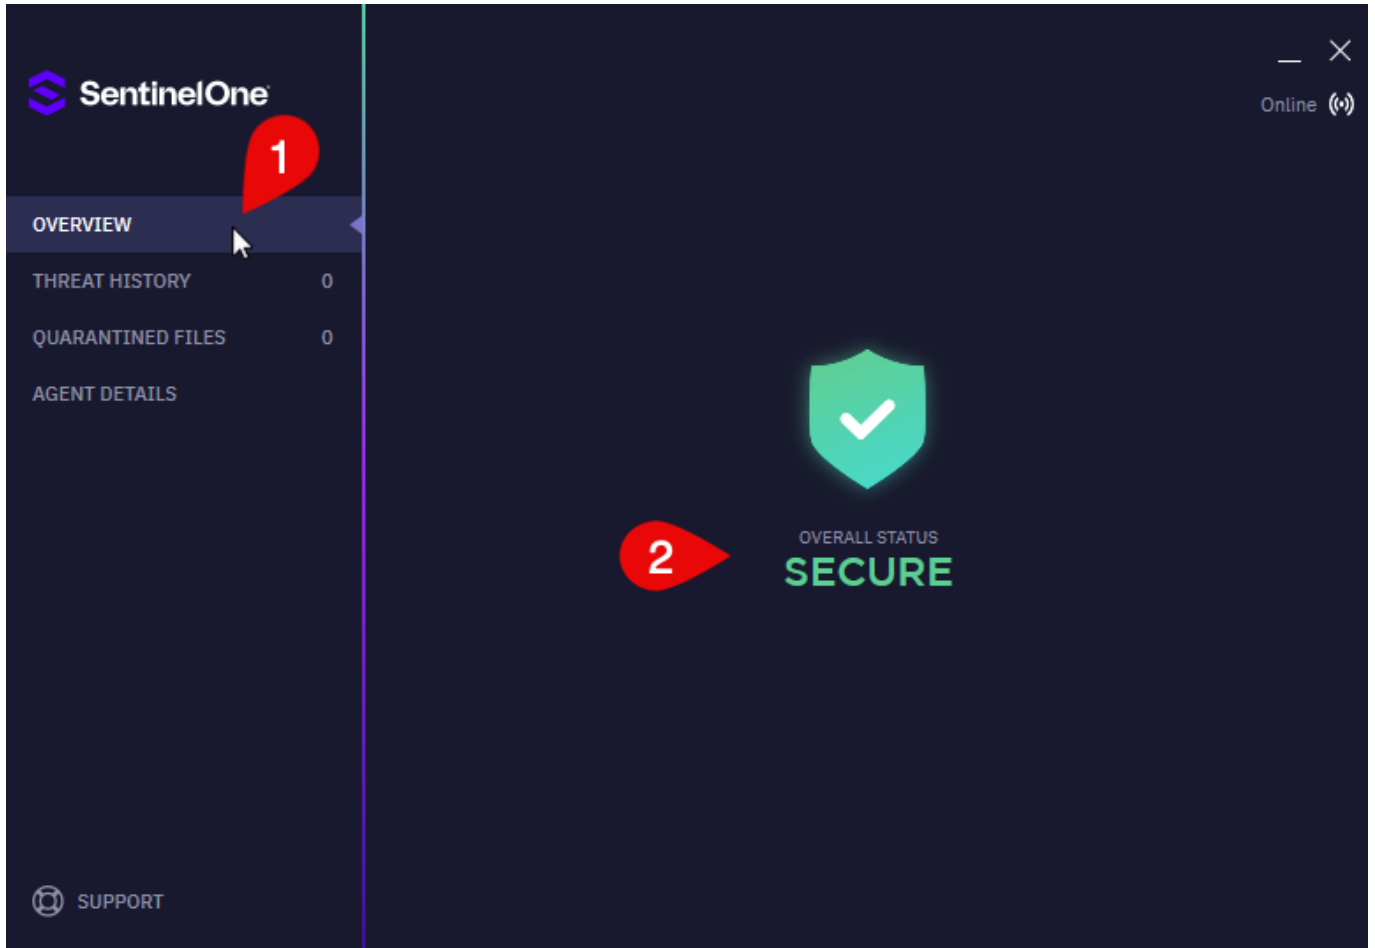 SentinelOne
Online
1
OVERVIEW
THREAT HISTORY 0
QUARANTINED FILES 0
AGENT DETAILS
OVERALL STATUS
2
SECURE
SUPPORT